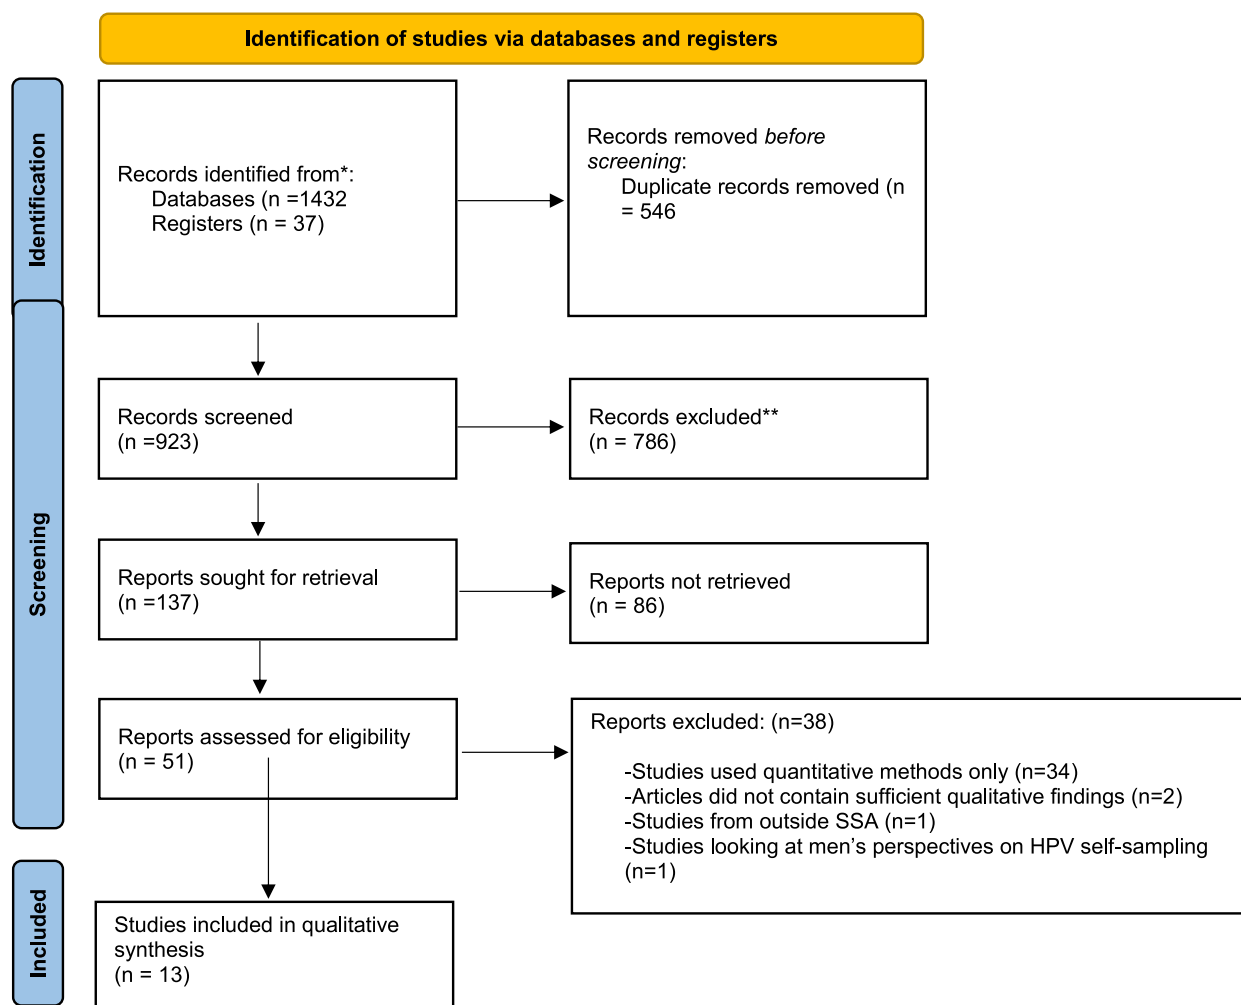 Identification of studies via databases and registers
Identification
Records identified from*:
Databases (n =1432
Registers (n = 37)
Records removed before
screening:
Duplicate records removed (n
= 546
Screening
Records screened
(n =923)
Records excluded**
(n = 786)
Reports sought for retrieval
(n =137)
Reports not retrieved
(n = 86)
Reports assessed for eligibility
(n = 51)
Reports excluded: (n=38)
-Studies used quantitative methods only (n=34)
-Articles did not contain sufficient qualitative findings (n=2)
-Studies from outside SSA (n=1)
-Studies looking at men’s perspectives on HPV self-sampling
(n=1)
Included
Studies included in qualitative
synthesis
(n = 13)